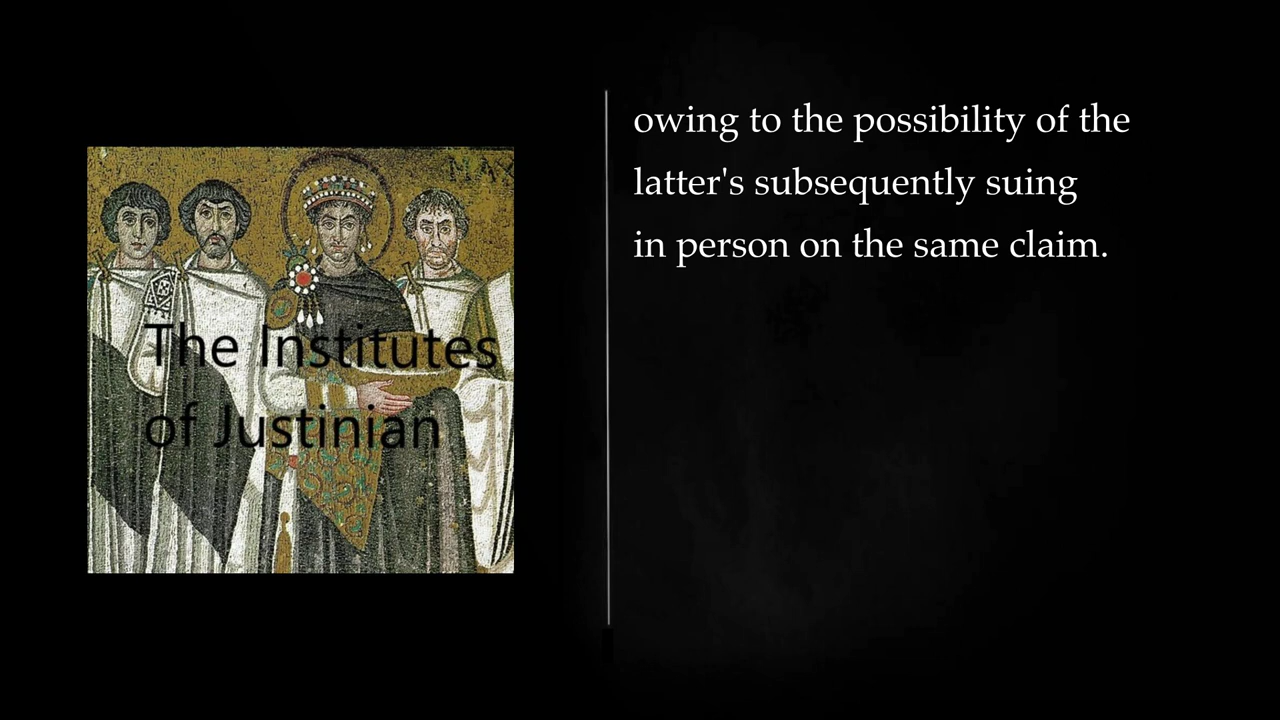 The Institutes
of Justinian
owing to the possibility of the
latter's subsequently suing
in person on the same claim.